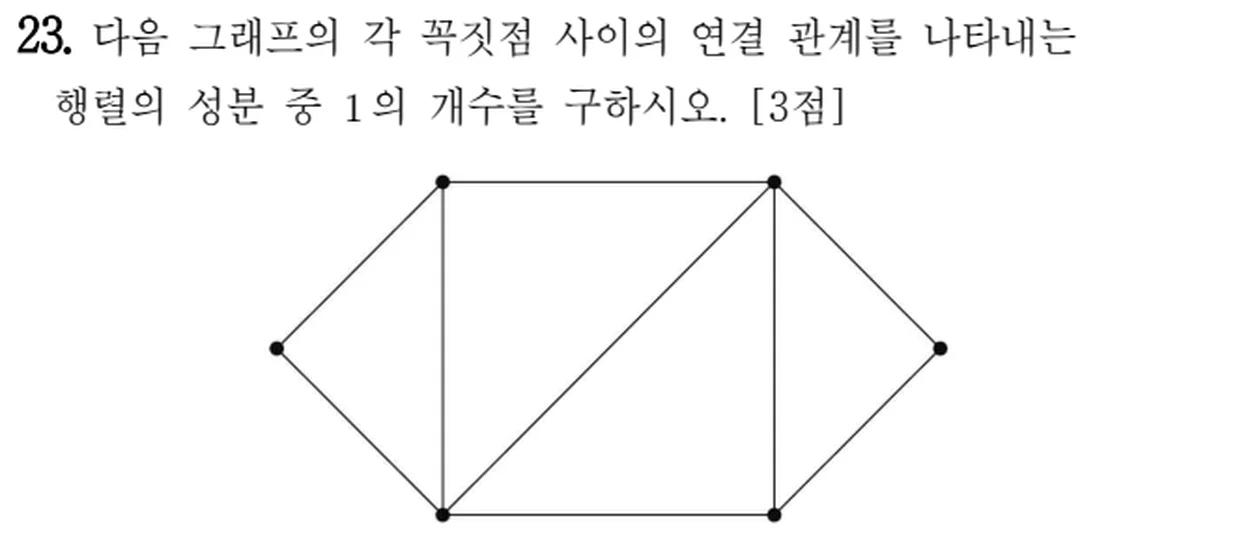 23. 다음 그래프의 각 꼭짓점 사이의 연결 관계를 나타내는
행렬의 성분 중 1의 개수를 구하시오. [3점]